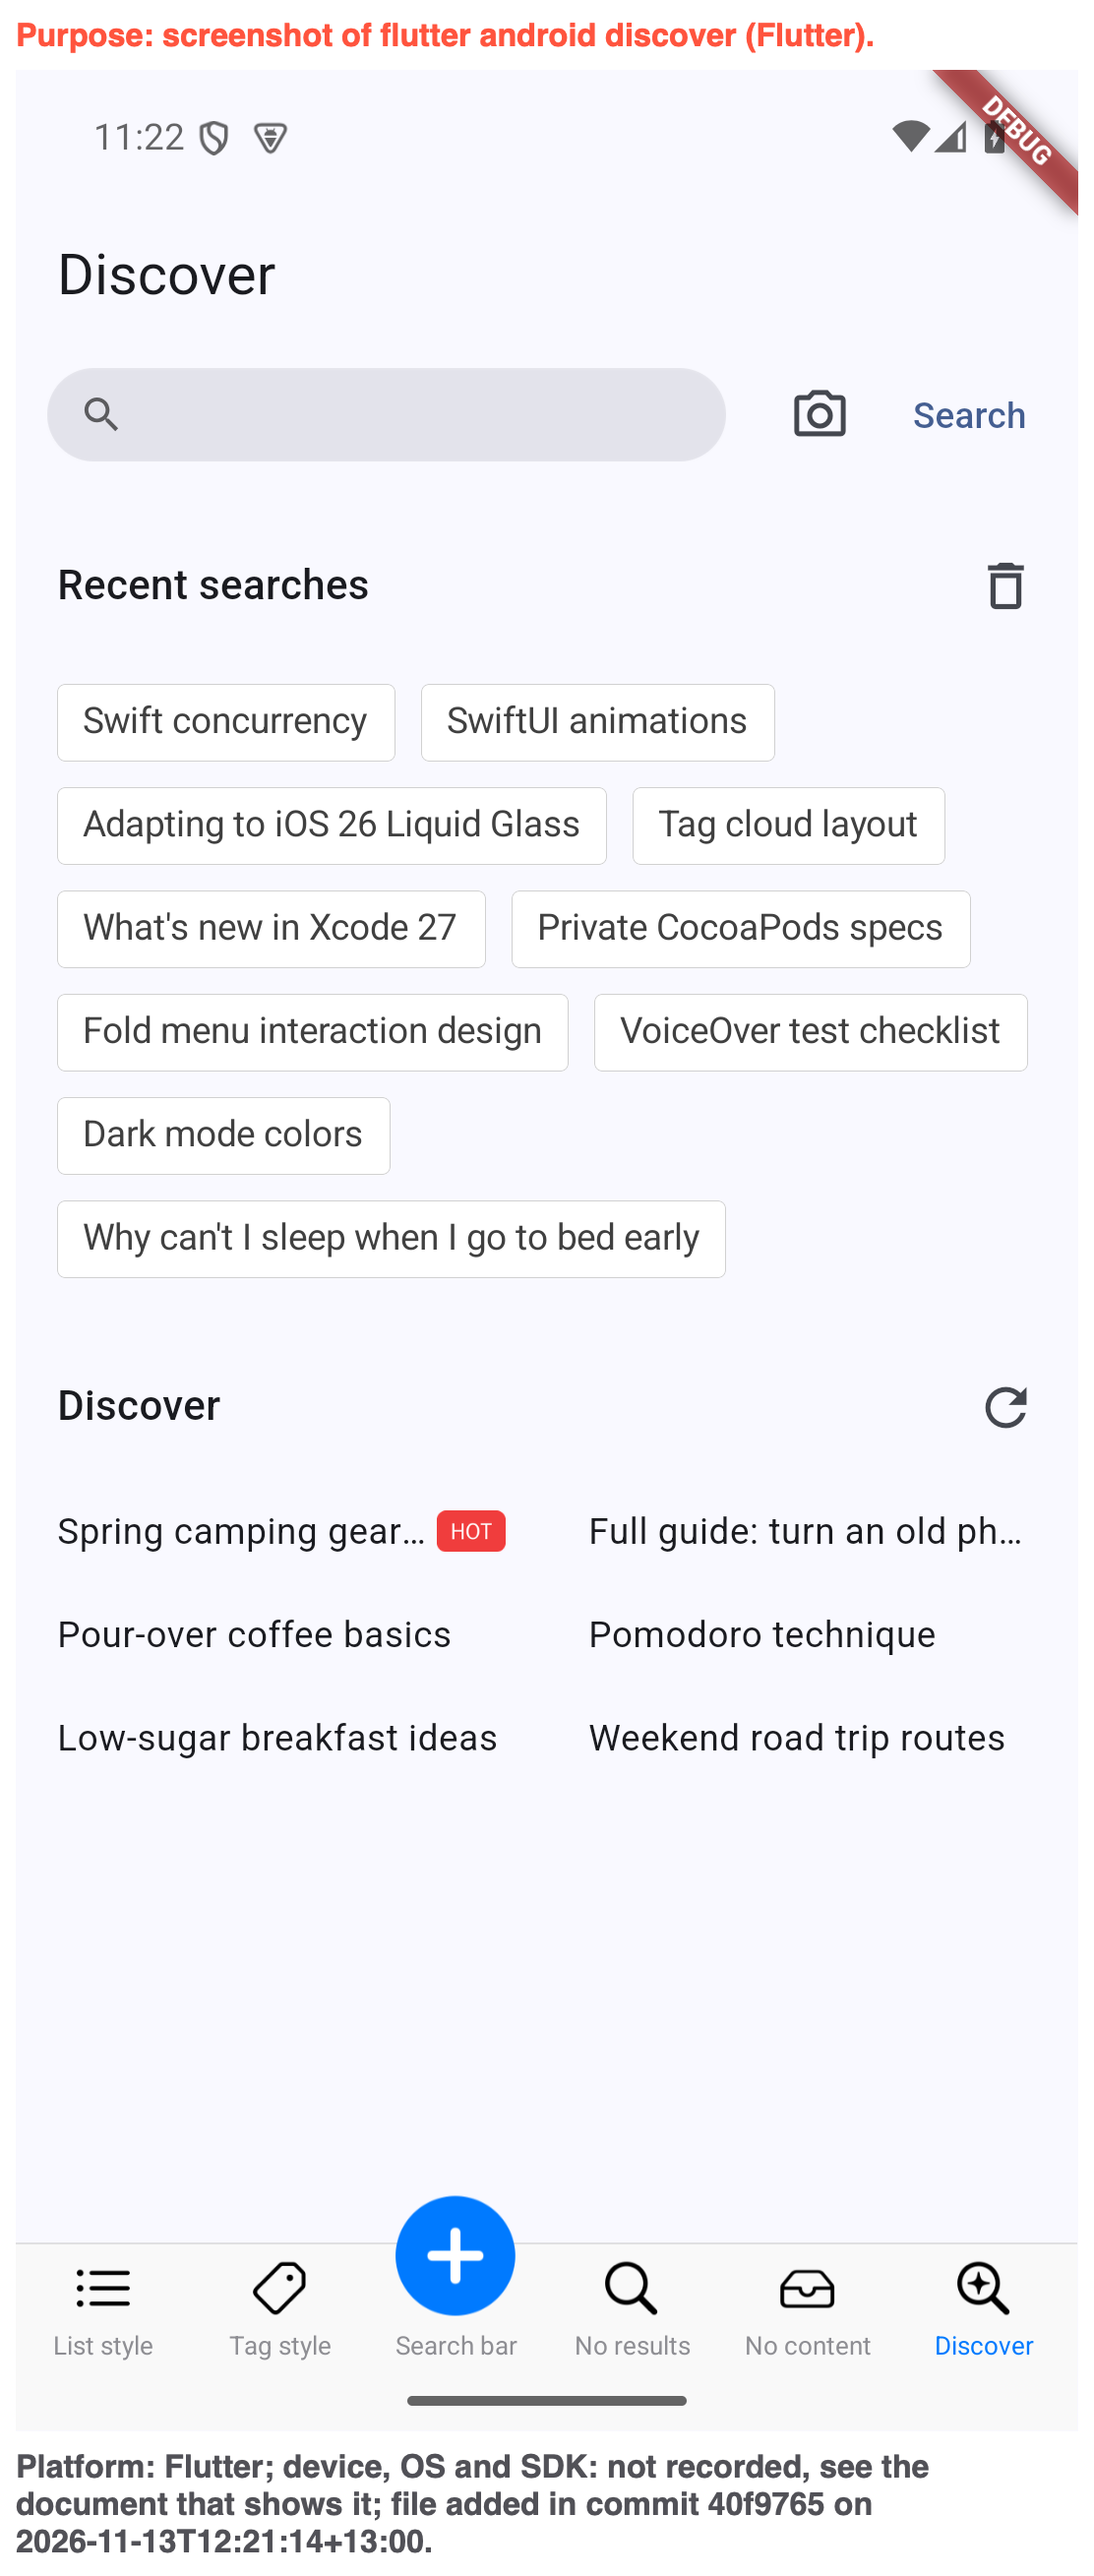 Purpose: screenshot of flutter android discover (Flutter).
11:22
DEBUG
Discover
Search
Recent searches
Swift concurrency
SwiftUI animations
Adapting to iOS 26 Liquid Glass
Tag cloud layout
What's new in Xcode 27
Private CocoaPods specs
Fold menu interaction design
VoiceOver test checklist
Dark mode colors
Why can't I sleep when I go to bed early
Discover
Spring camping gear... HOT
Full guide: turn an old ph...
Pour-over coffee basics
Pomodoro technique
Low-sugar breakfast ideas
Weekend road trip routes
List style
Tag style
Search bar
No results
No content
Discover
Platform: Flutter; device, OS and SDK: not recorded, see the
document that shows it; file added in commit 40f9765 on
2026-11-13T12:21:14+13:00.